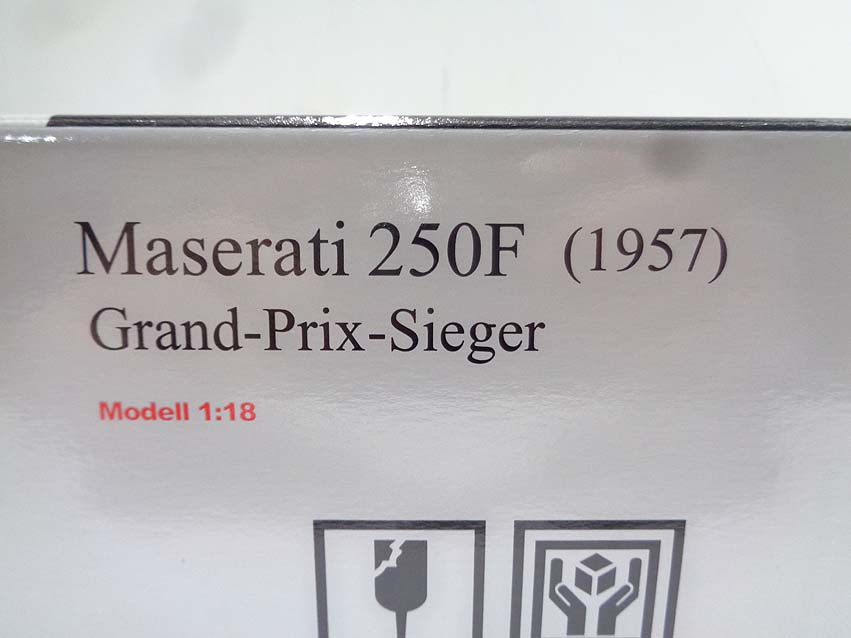 Maserati 250F (1957)
Grand-Prix-Sieger
Modell 1:18